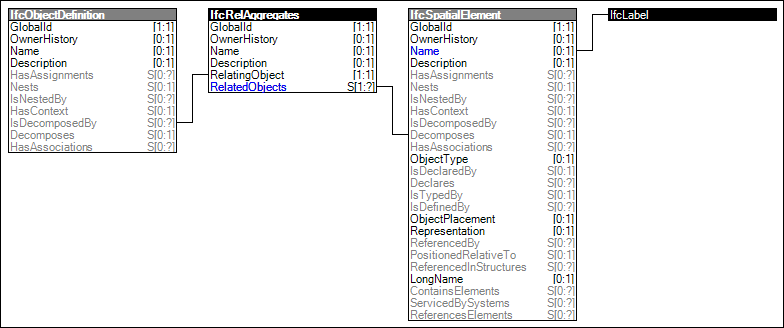 IfcObjectDefinition
GlobalId [1:1]
OwnerHistory [0:1]
Name [0:1]
Description [0:1]
HasAssignments S[0:?]
Nests S[0:1]
IsNestedBy S[0:?]
HasContext S[0:1]
IsDecomposedBy S[0:?]
Decomposes S[0:1]
HasAssociations S[0:?]
IfcRelAggregates
GlobalId [1:1]
OwnerHistory [0:1]
Name [0:1]
Description [0:1]
RelatingObject [1:1]
RelatedObjects S[1:?]
IfcSpatialElement
GlobalId [1:1]
OwnerHistory [0:1]
Name [0:1]
Description [0:1]
HasAssignments S[0:?]
Nests S[0:1]
IsNestedBy S[0:?]
HasContext S[0:1]
IsDecomposedBy S[0:?]
Decomposes S[0:1]
HasAssociations S[0:?]
ObjectType [0:1]
IsDeclaredBy S[0:1]
Declares S[0:?]
IsTypedBy S[0:1]
IsDefinedBy S[0:?]
ObjectPlacement [0:1]
Representation [0:1]
ReferencedBy S[0:?]
PositionedRelativeTo S[0:1]
ReferencedInStructures S[0:?]
LongName [0:1]
ContainsElements S[0:?]
ServicedBySystems S[0:?]
ReferencesElements S[0:?]
IfcLabel